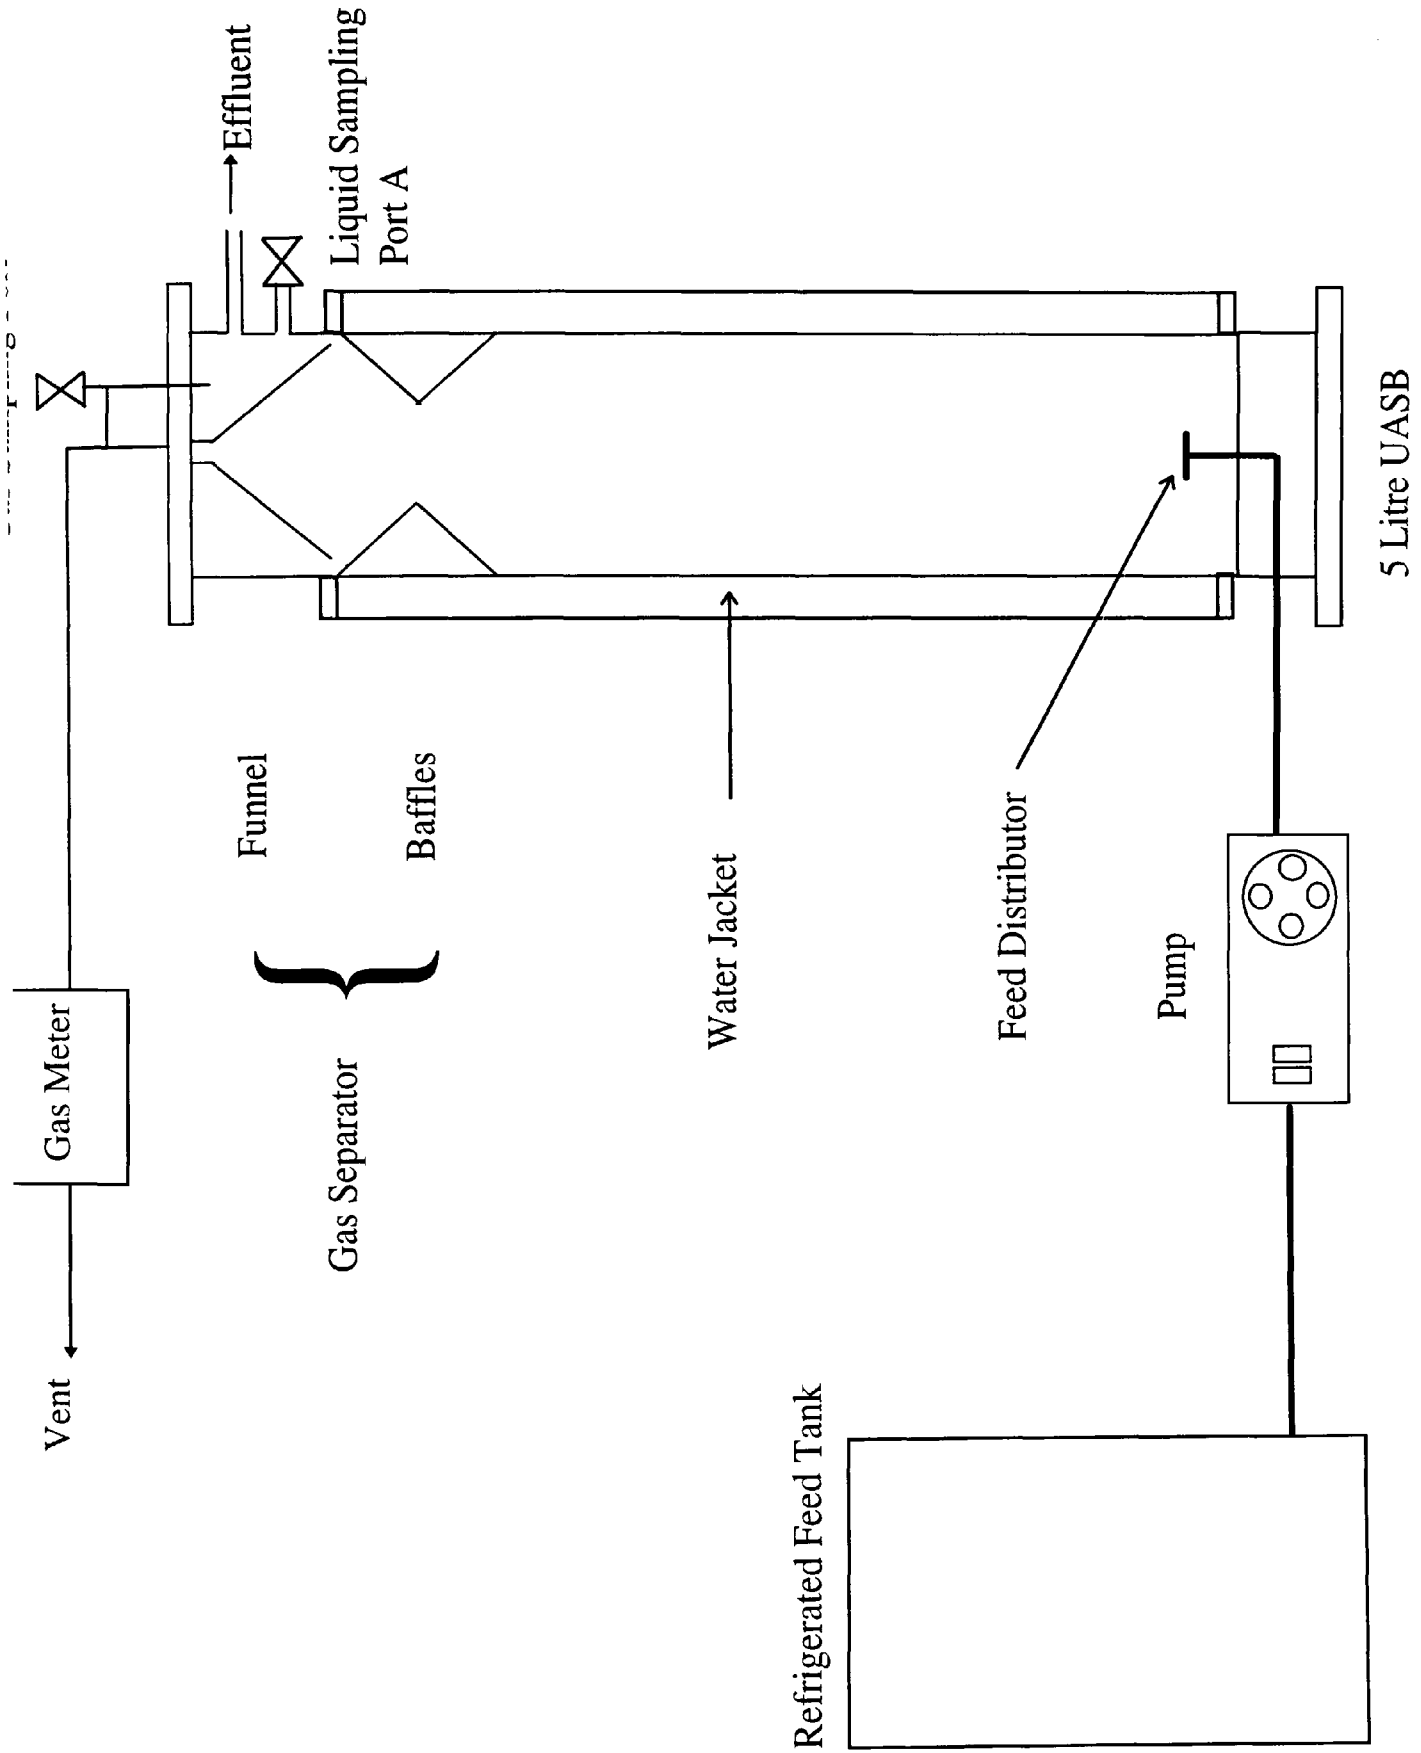 Vent
Gas Meter
Effluent
Liquid Sampling
Port A
Funnel
Baffles
Gas Separator
Water Jacket
Feed Distributor
Pump
Refrigerated Feed Tank
5 Litre UASB